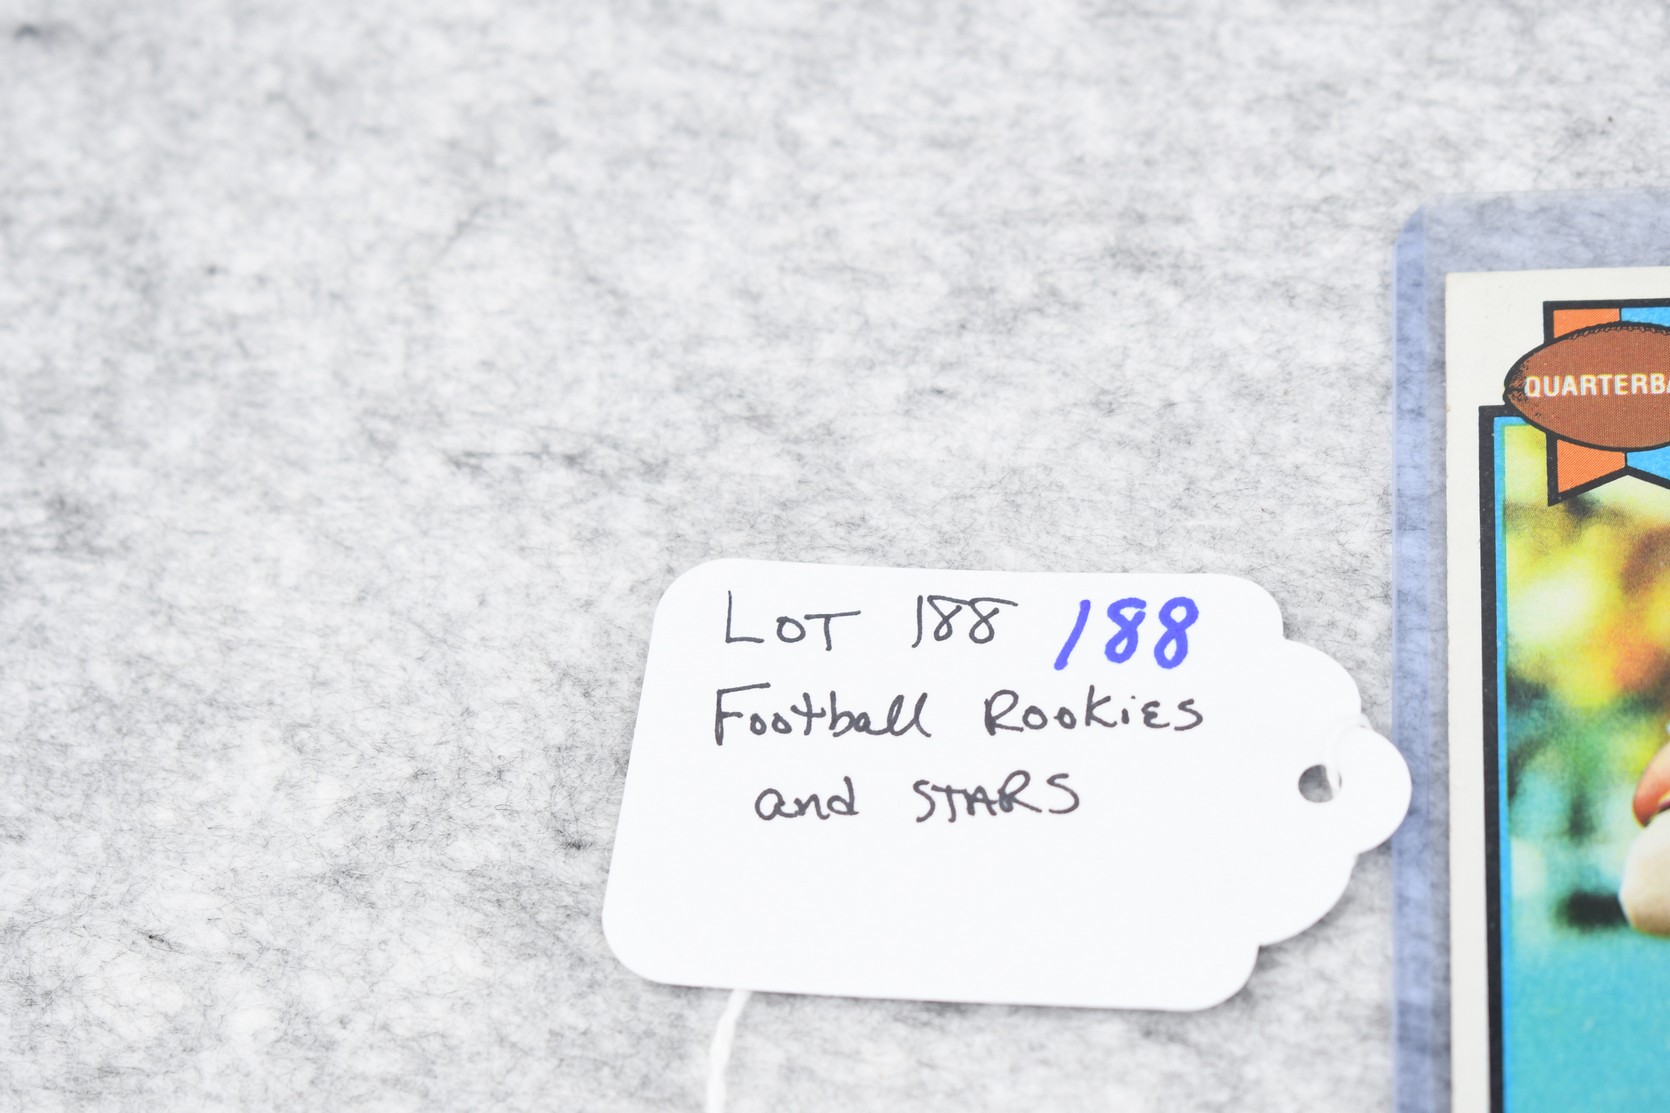 LOT 188 188
Football Rookies
and STARS
QUARTERBA